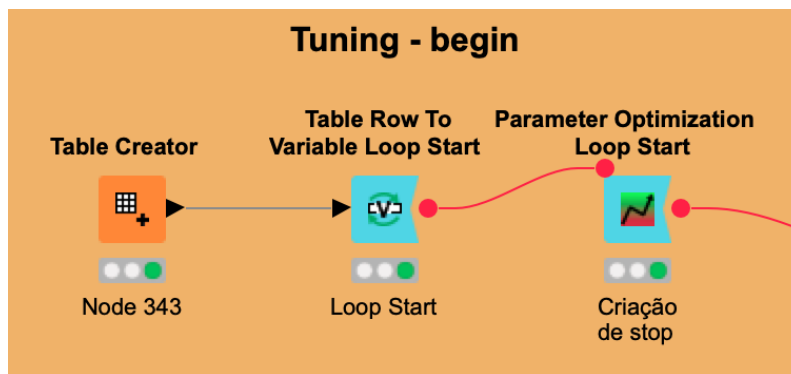 Tuning - begin
Table Creator
Table Row To
Variable Loop Start
Parameter Optimization
Loop Start
V
Node 343
Loop Start
Criação
de stop